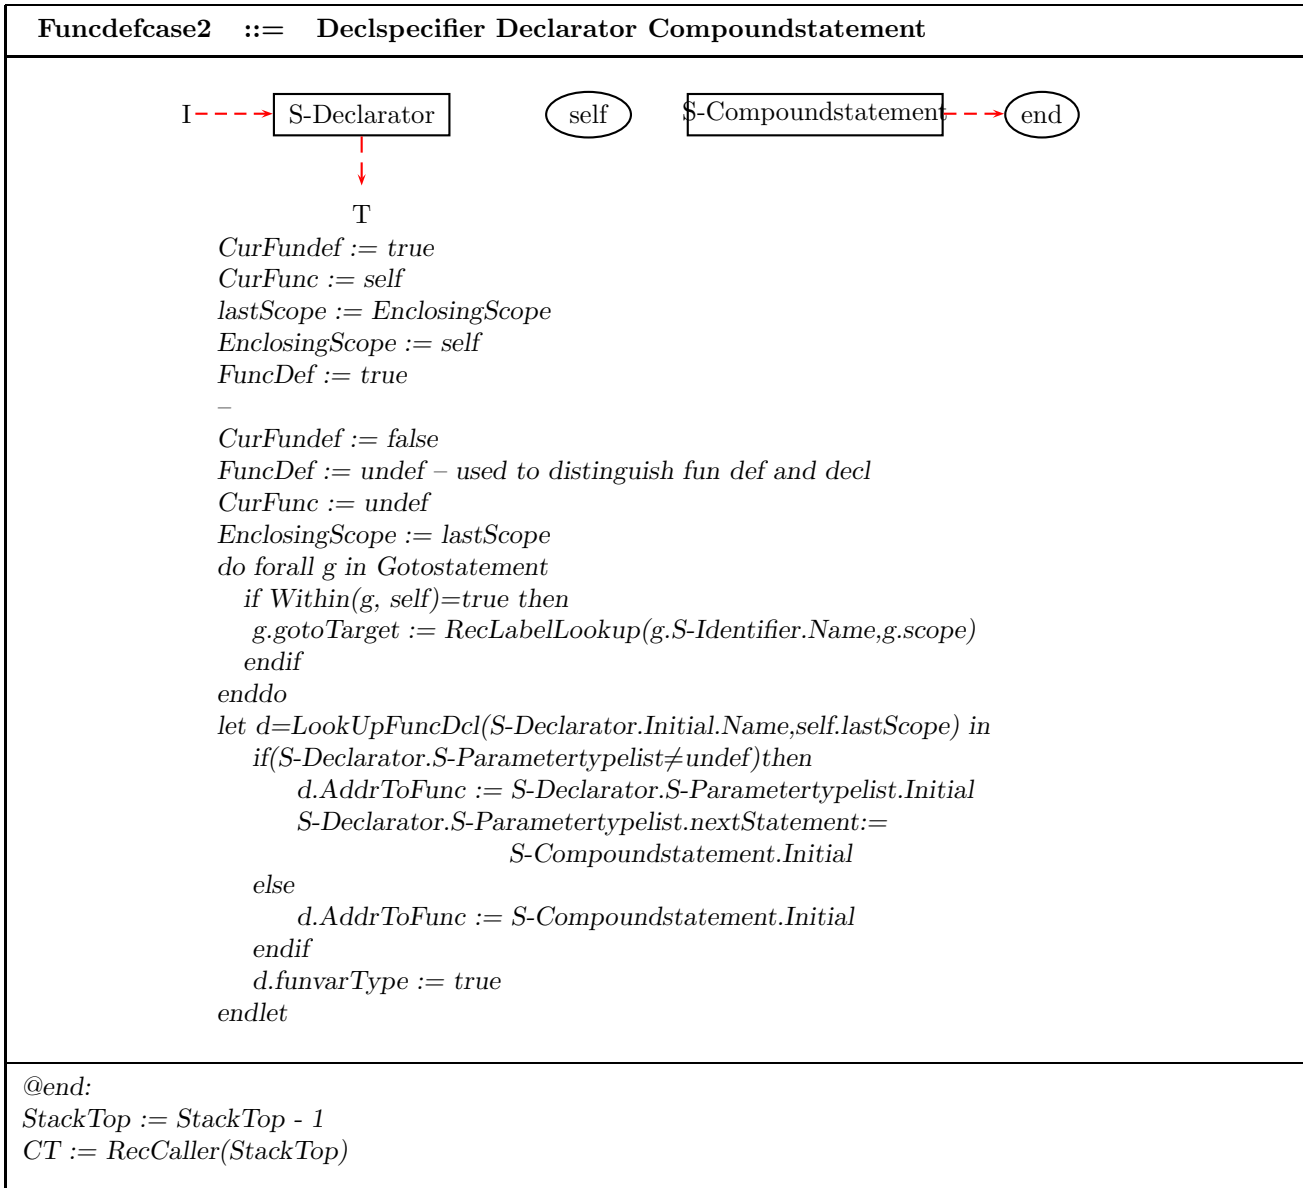 Funcdefcase2 ::= Declspecifier Declarator Compoundstatement
I S-Declarator self S-Compoundstatement end
T
CurFundef := true
CurFunc := self
lastScope := EnclosingScope
EnclosingScope := self
FuncDef := true
–
CurFundef := false
FuncDef := undef – used to distinguish fun def and decl
CurFunc := undef
EnclosingScope := lastScope
do forall g in Gotostatement
if Within(g, self)=true then
g.gotoTarget := RecLabelLookup(g.S-Identifier.Name,g.scope)
endif
enddo
let d=LookUpFuncDcl(S-Declarator.Initial.Name,self.lastScope) in
if(S-Declarator.S-Parametertypelist≠undef)then
d.AddrToFunc := S-Declarator.S-Parametertypelist.Initial
S-Declarator.S-Parametertypelist.nextStatement:=
S-Compoundstatement.Initial
else
d.AddrToFunc := S-Compoundstatement.Initial
endif
d.funvarType := true
endlet
@end:
StackTop := StackTop - 1
CT := RecCaller(StackTop)